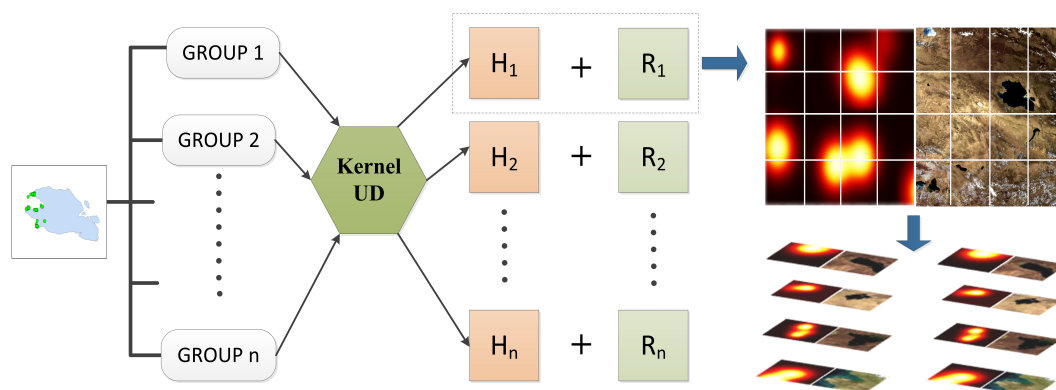 GROUP 1
H₁ + R₁
GROUP 2
H₂ + R₂
Kernel
UD
GROUP n
Hₙ + Rₙ